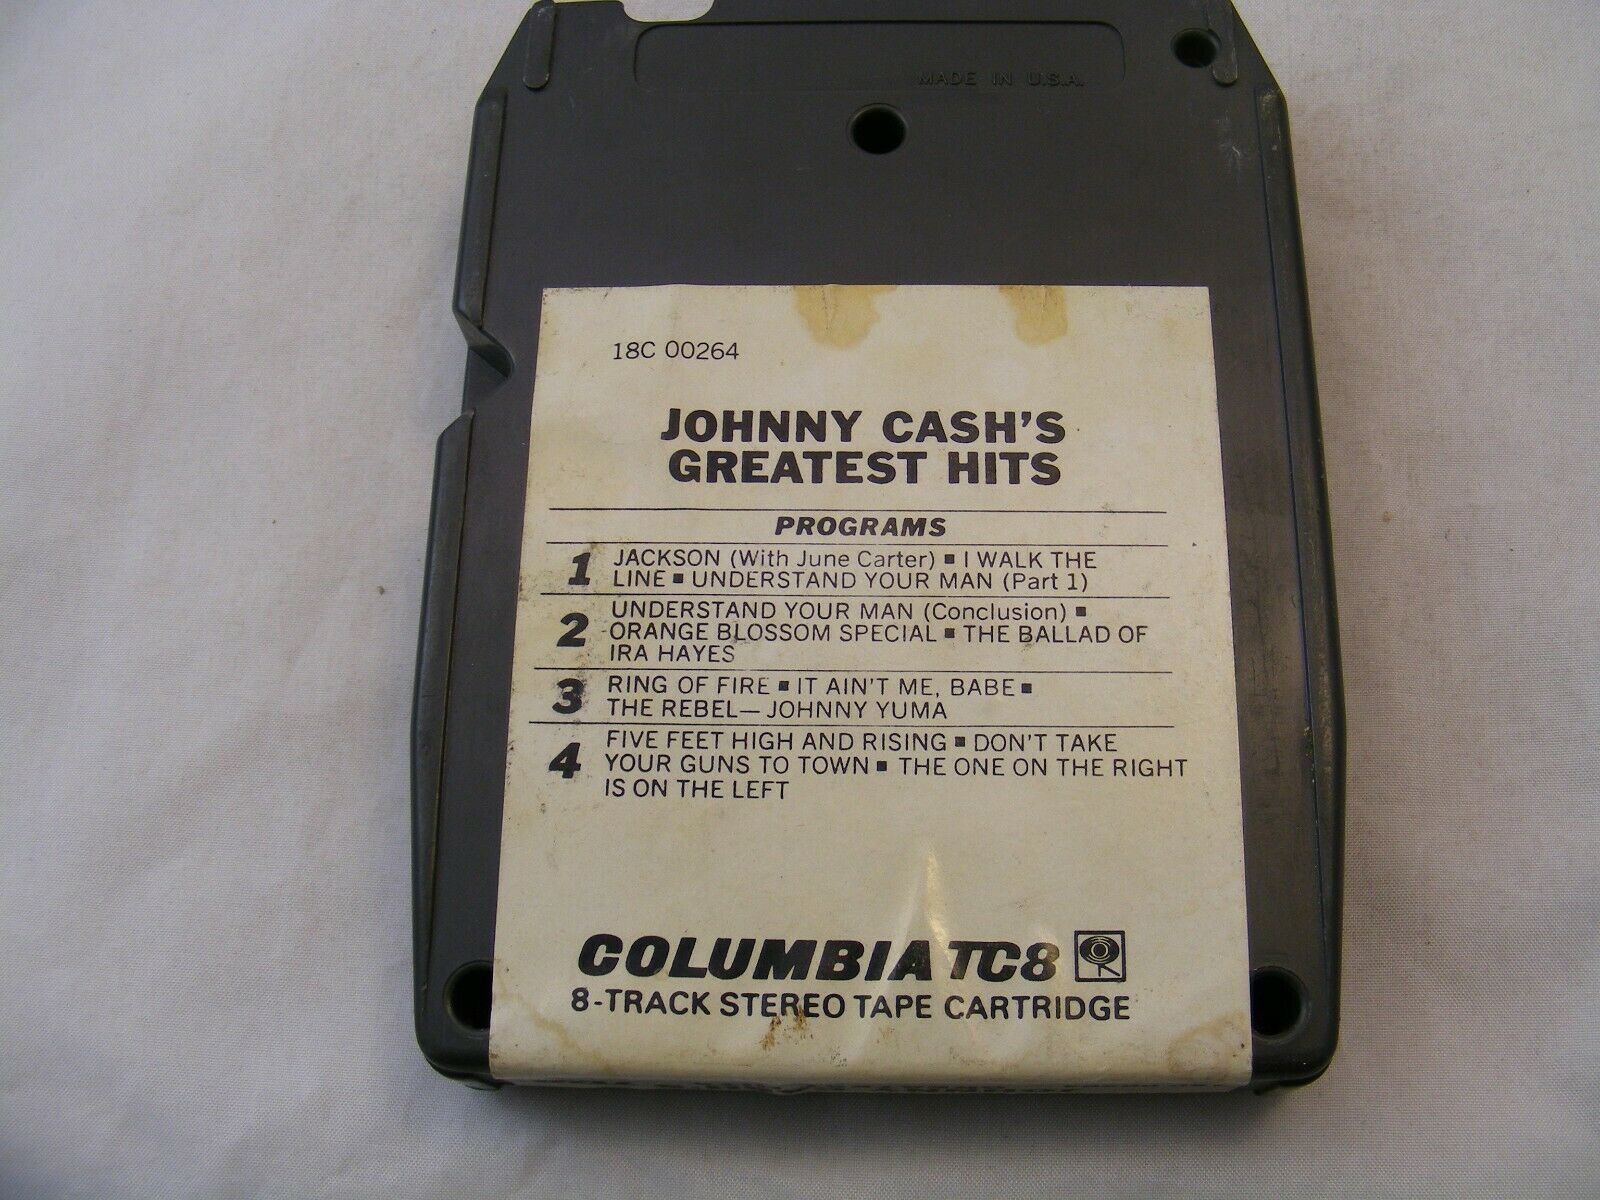 MADE IN U.S.A.
18C 00264
JOHNNY CASH'S
GREATEST HITS
PROGRAMS
1 JACKSON (With June Carter) ■ I WALK THE
LINE ■ UNDERSTAND YOUR MAN (Part 1)
2 UNDERSTAND YOUR MAN (Conclusion) ■
ORANGE BLOSSOM SPECIAL ■ THE BALLAD OF
IRA HAYES
3 RING OF FIRE ■ IT AIN'T ME, BABE ■
THE REBEL—JOHNNY YUMA
4 FIVE FEET HIGH AND RISING ■ DON'T TAKE
YOUR GUNS TO TOWN ■ THE ONE ON THE RIGHT
IS ON THE LEFT
COLUMBIA TC8
8-TRACK STEREO TAPE CARTRIDGE